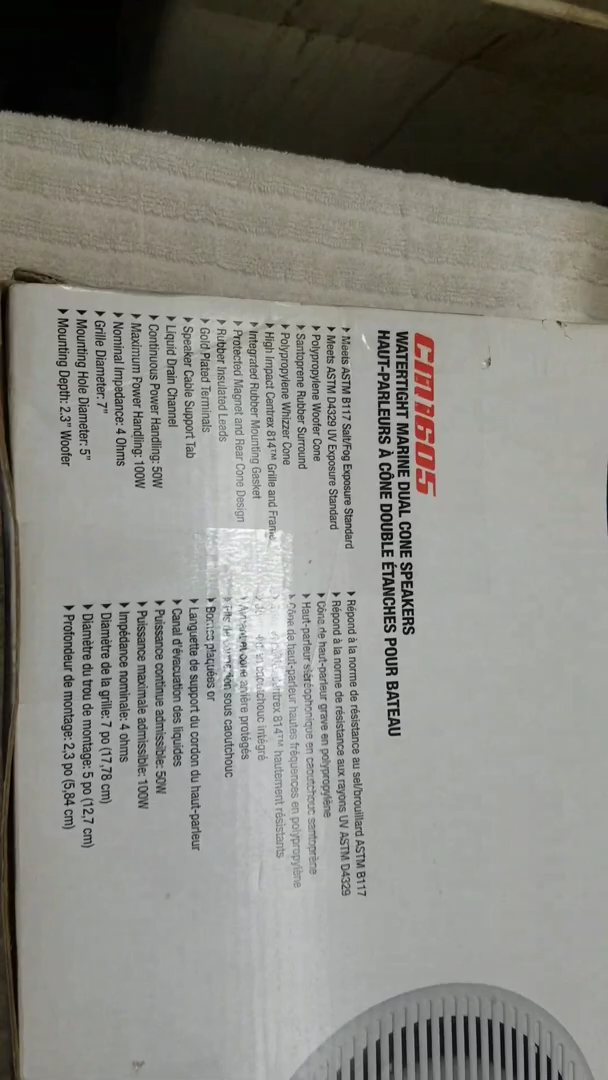 CMR605
WATERTIGHT MARINE DUAL CONE SPEAKERS
HAUT-PARLEURS À CÔNE DOUBLE ÉTANCHES POUR BATEAU
Meets ASTM B117 Salt/Fog Exposure Standard
Meets ASTM D4329 UV Exposure Standard
Polypropylene Woofer Cone
Santoprene Rubber Surround
Polypropylene Whizzer Cone
High Impact Centrex 814™ Grille and Frame
Integrated Rubber Mounting Gasket
Protected Magnet and Rear Cone Design
Rubber Insulated Leads
Gold Plated Terminals
Speaker Cable Support Tab
Liquid Drain Channel
Continuous Power Handling: 50W
Maximum Power Handling: 100W
Nominal Impedance: 4 Ohms
Grille Diameter: 7"
Mounting Hole Diameter: 5"
Mounting Depth: 2.3" Woofer
Répond à la norme de résistance au sel/brouillard ASTM B117
Répond à la norme de résistance aux rayons UV ASTM D4329
Cône de haut-parleur grave en polypropylène
Haut-parleur stéréophonique en caoutchouc santoprène
Cône de haut-parleur hautes fréquences en polypropylène
Centrex 814™ hautement résistants
caoutchouc intégré
arrière protégés
sous caoutchouc
Bornes plaquées or
Languette de support du cordon du haut-parleur
Canal d'évacuation des liquides
Puissance continue admissible: 50W
Puissance maximale admissible: 100W
Impédance nominale: 4 ohms
Diamètre de la grille: 7 po (17,78 cm)
Diamètre du trou de montage: 5 po (12,7 cm)
Profondeur de montage: 2,3 po (5,84 cm)